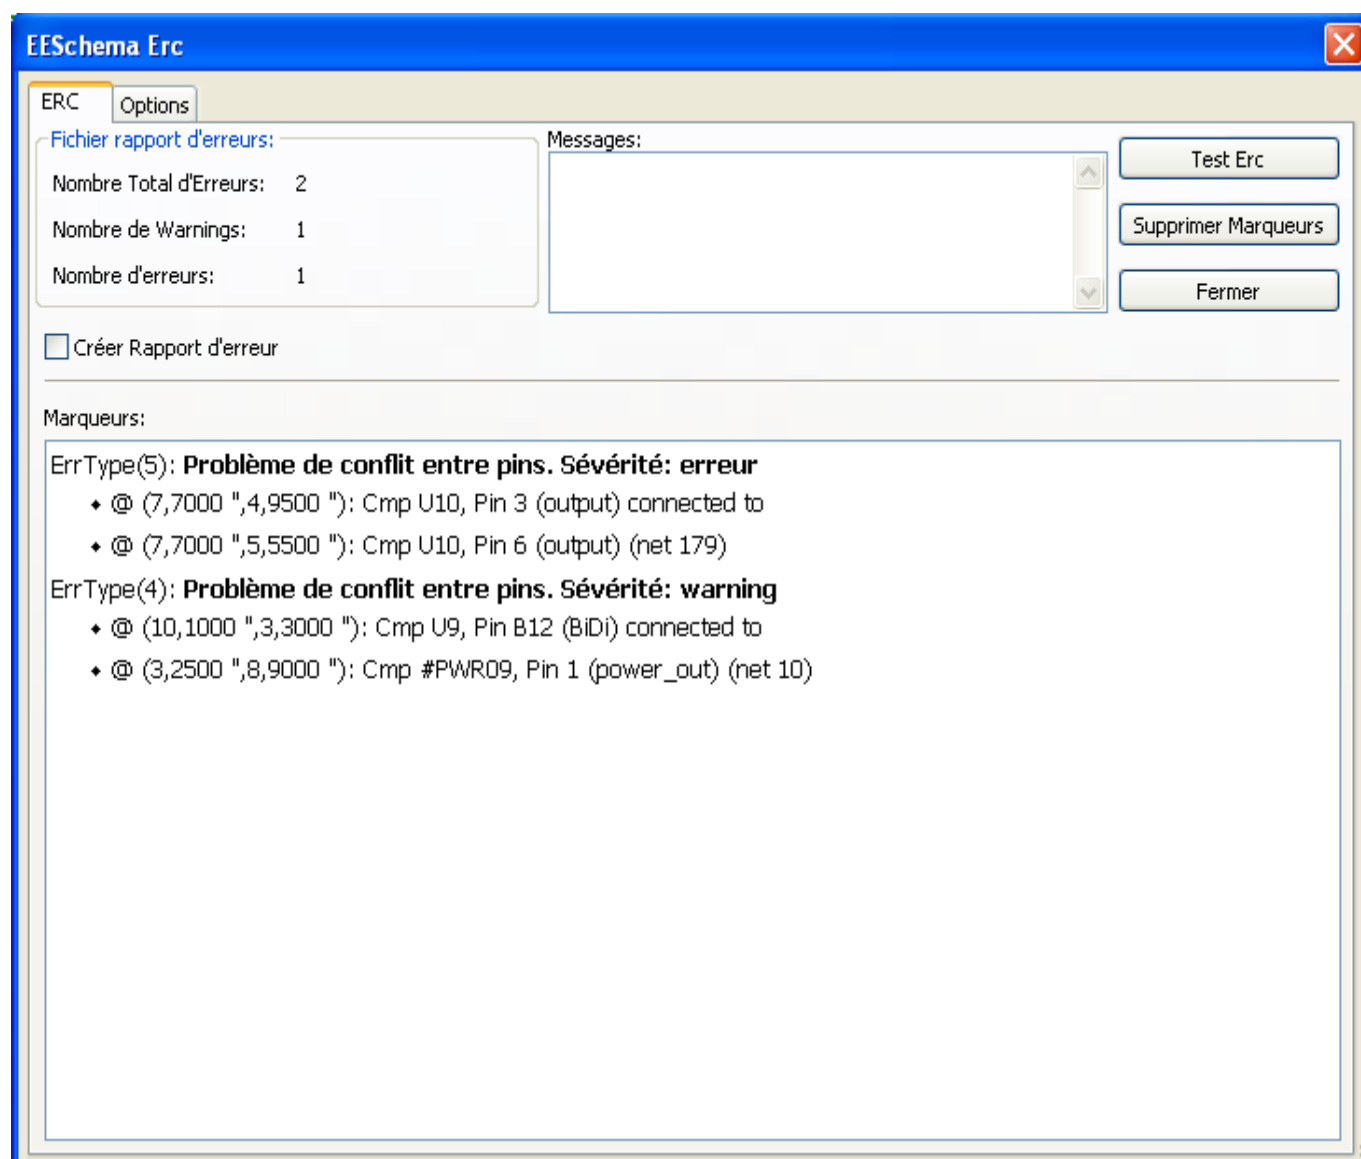 EESchema Erc
ERC Options
Fichier rapport d'erreurs:
Nombre Total d'Erreurs: 2
Nombre de Warnings: 1
Nombre d'erreurs: 1
Messages:
Test Erc
Supprimer Marqueurs
Fermer
Créer Rapport d'erreur
Marqueurs:
ErrType(5): Problème de conflit entre pins. Sévérité: erreur
• @ (7,7000 ",4,9500 "): Cmp U10, Pin 3 (output) connected to
• @ (7,7000 ",5,5500 "): Cmp U10, Pin 6 (output) (net 179)
ErrType(4): Problème de conflit entre pins. Sévérité: warning
• @ (10,1000 ",3,3000 "): Cmp U9, Pin B12 (BiDi) connected to
• @ (3,2500 ",8,9000 "): Cmp #PWR09, Pin 1 (power_out) (net 10)